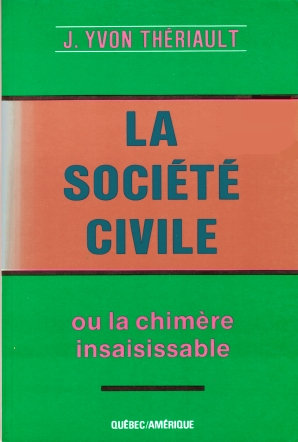 J. YVON THÉRIAULT
LA
SOCIÉTÉ
CIVILE
ou la chimère
insaisissable
QUÉBEC/AMÉRIQUE